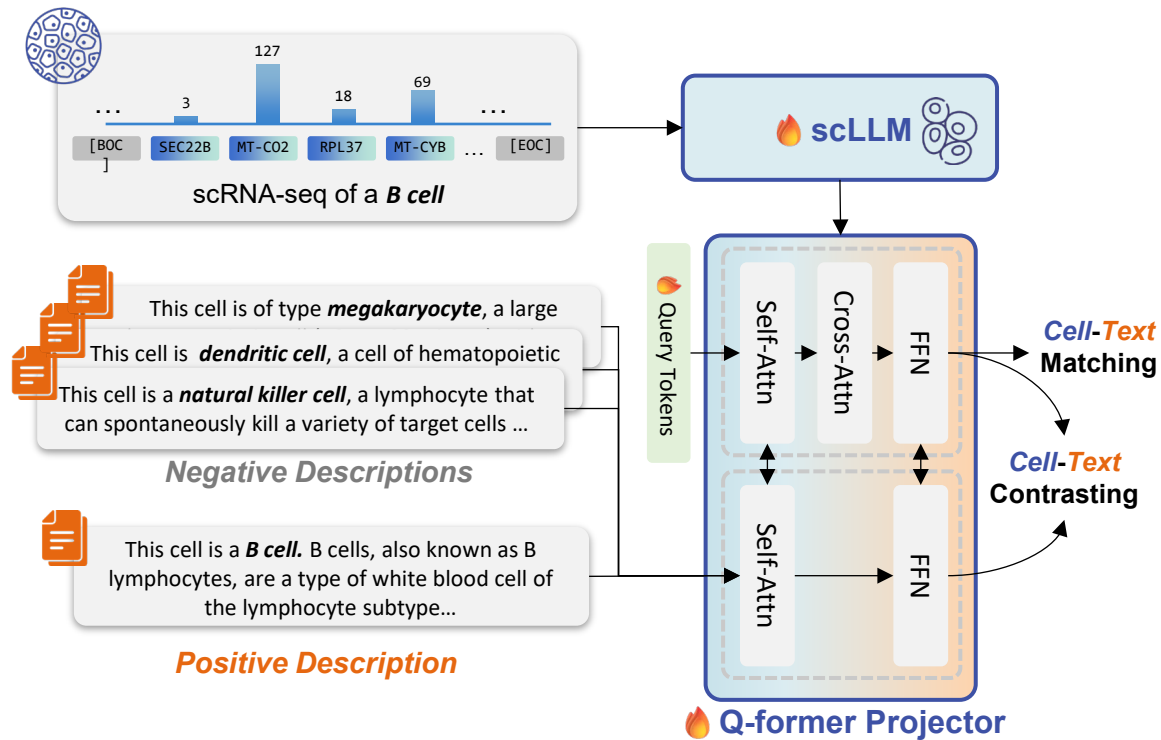 127
69
18
3
...
...
[BOC
]
SEC22B
MT-CO2
RPL37
MT-CYB
...
[EOC]
scRNA-seq of a B cell
scLLM
This cell is of type megakaryocyte, a large
This cell is dendritic cell, a cell of hematopoietic
This cell is a natural killer cell, a lymphocyte that
can spontaneously kill a variety of target cells ...
Negative Descriptions
This cell is a B cell. B cells, also known as B
lymphocytes, are a type of white blood cell of
the lymphocyte subtype…
Positive Description
Query Tokens
Self-Attn
Cross-Attn
FFN
Self-Attn
FFN
Cell-Text
Matching
Cell-Text
Contrasting
Q-former Projector